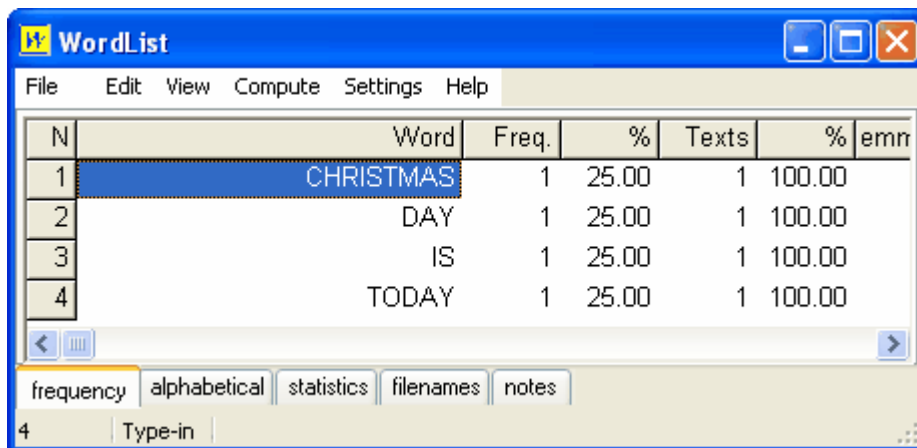 WordList
File Edit View Compute Settings Help
N Word Freq. % Texts % emm
1 CHRISTMAS 1 25.00 1 100.00
2 DAY 1 25.00 1 100.00
3 IS 1 25.00 1 100.00
4 TODAY 1 25.00 1 100.00
frequency alphabetical statistics filenames notes
4 Type-in